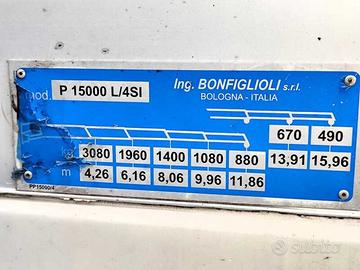 mod. P 15000 L/4SI
Ing. BONFIGLIOLI s.r.l.
BOLOGNA - ITALIA
670 490
3080 1960 1400 1080 880 13,91 15,96
m 4,26 6,16 8,06 9,96 11,86
PP15000/4
subito